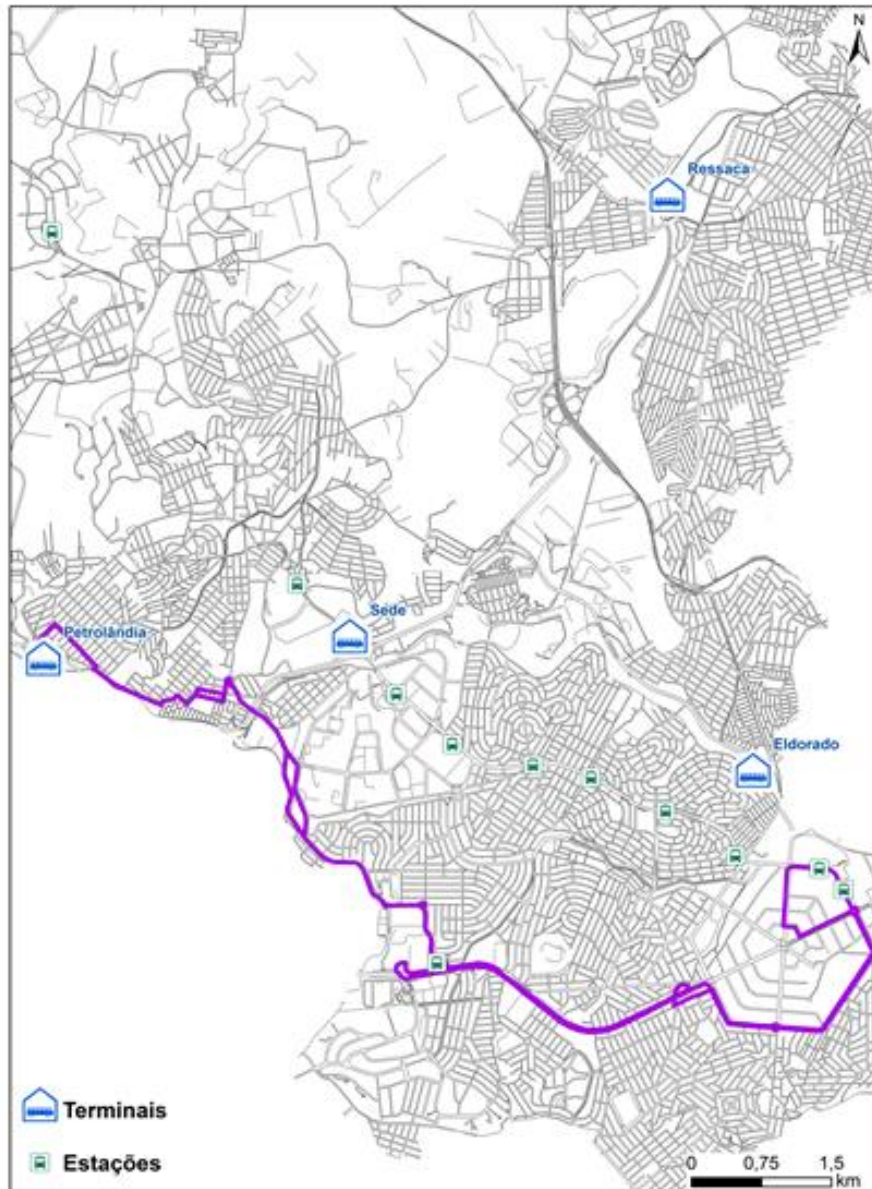 N
Ressaca
Sede
Petrolândia
Eldorado
Terminais
Estações
0 0,75 1,5
km